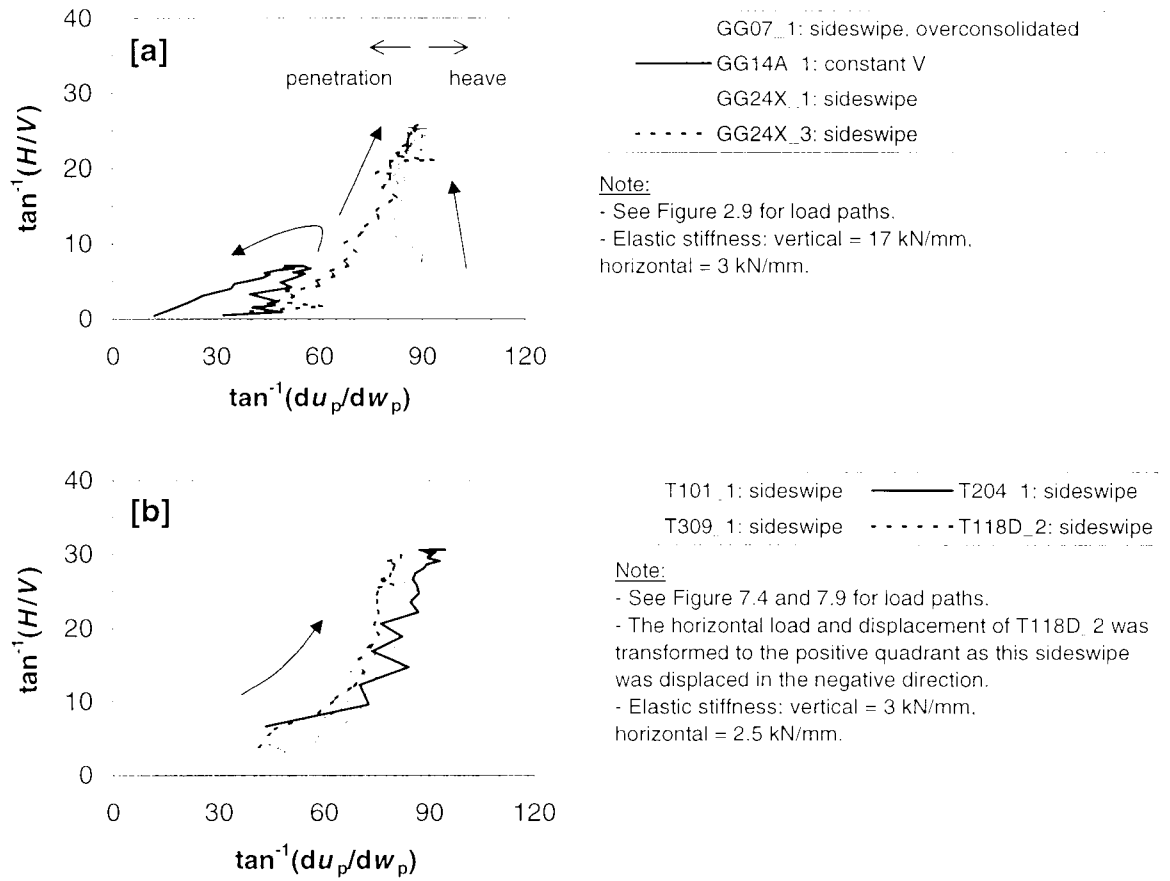 [a]
penetration
heave
tan⁻¹(H/V)
40
30
20
10
0
0 30 60 90 120
tan⁻¹(du_p/dw_p)
GG07_1: sideswipe, overconsolidated
GG14A_1: constant V
GG24X_1: sideswipe
GG24X_3: sideswipe
Note:
- See Figure 2.9 for load paths.
- Elastic stiffness: vertical = 17 kN/mm,
horizontal = 3 kN/mm.
[b]
tan⁻¹(H/V)
40
30
20
10
0
0 30 60 90 120
tan⁻¹(du_p/dw_p)
T101_1: sideswipe T204_1: sideswipe
T309_1: sideswipe T118D_2: sideswipe
Note:
- See Figure 7.4 and 7.9 for load paths.
- The horizontal load and displacement of T118D_2 was
transformed to the positive quadrant as this sideswipe
was displaced in the negative direction.
- Elastic stiffness: vertical = 3 kN/mm,
horizontal = 2.5 kN/mm.